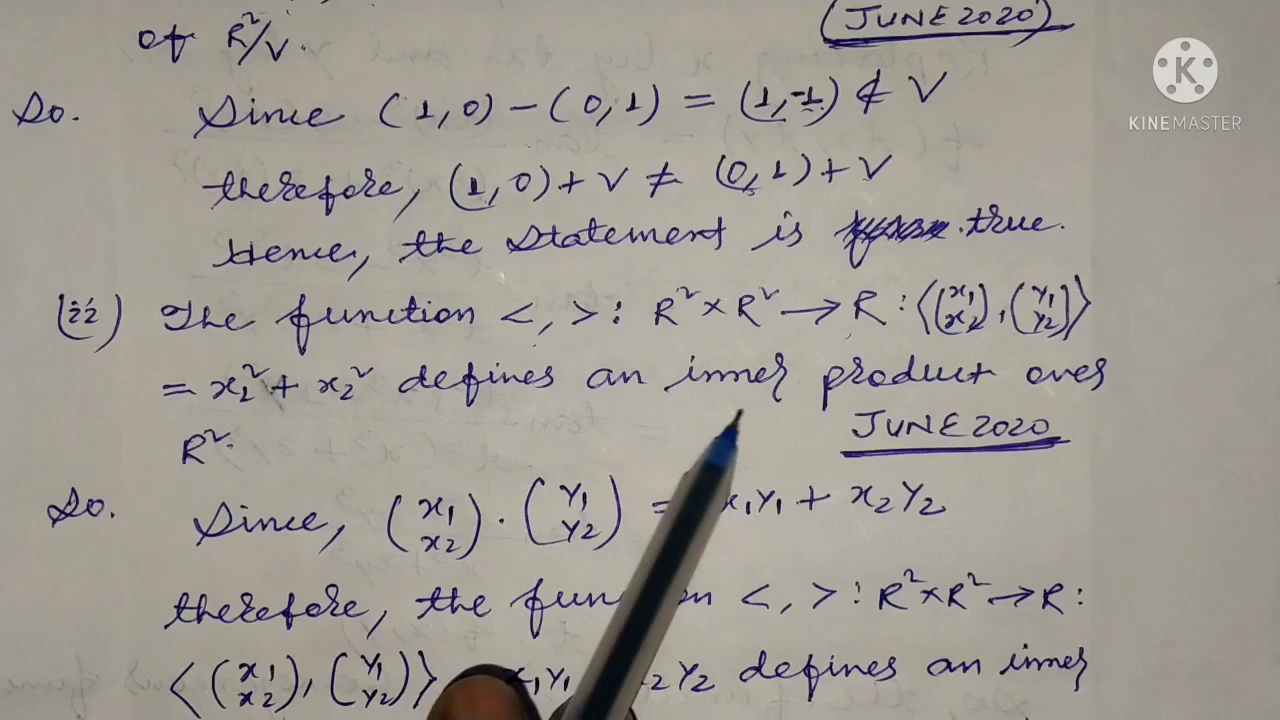 (JUNE 2020)
of R²/V.
KINEMASTER
So. Since (1, 0) - (0, 1) = (1, -1) ∉ V
therefore, (1, 0) + V ≠ (0, 1) + V
Hence, the statement is true.
(ii) The function <, > : R² × R² → R : ⟨(x₁ x₂), (y₁ y₂)⟩
= x₁² + x₂² defines an inner product over
R².
JUNE 2020
So. Since, (x₁ x₂) · (y₁ y₂) = x₁y₁ + x₂y₂
therefore, the function <, > : R² × R² → R :
⟨(x₁ x₂), (y₁ y₂)⟩ x₁y₁ x₂y₂ defines an inner